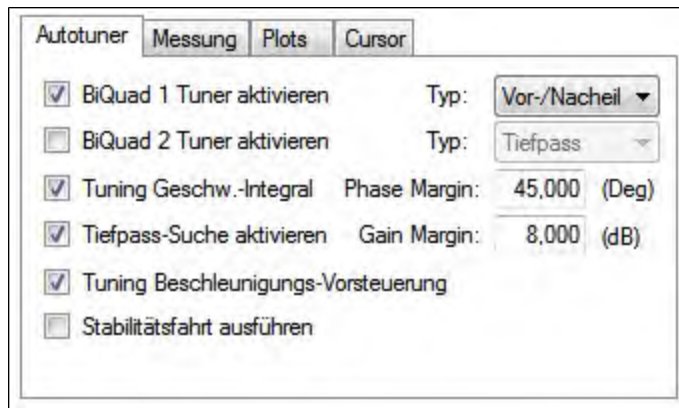 Autotuner Messung Plots Cursor
BiQuad 1 Tuner aktivieren Typ: Vor-/Nacheil
BiQuad 2 Tuner aktivieren Typ: Tiefpass
Tuning Geschw.-Integral Phase Margin: 45,000 (Deg)
Tiefpass-Suche aktivieren Gain Margin: 8,000 (dB)
Tuning Beschleunigungs-Vorsteuerung
Stabilitätsfahrt ausführen